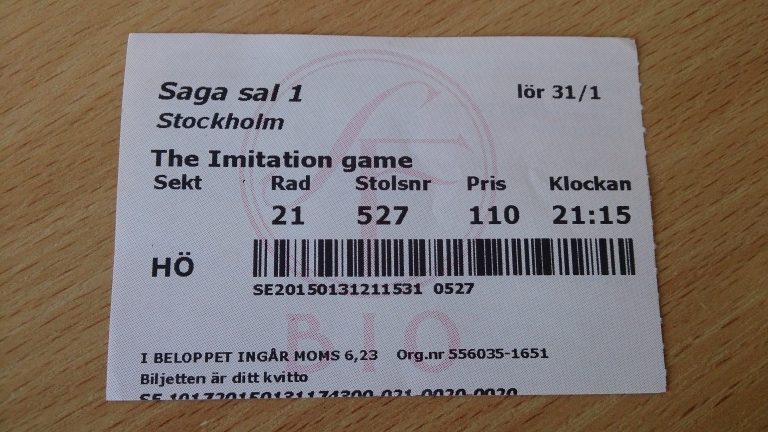 Saga sal 1 lör 31/1
Stockholm
The Imitation game
Sekt Rad Stolsnr Pris Klockan
21 527 110 21:15
HÖ
SE20150131211531 0527
SF
BIO
I BELOPPET INGÅR MOMS 6,23 Org.nr 556035-1651
Biljetten är ditt kvitto